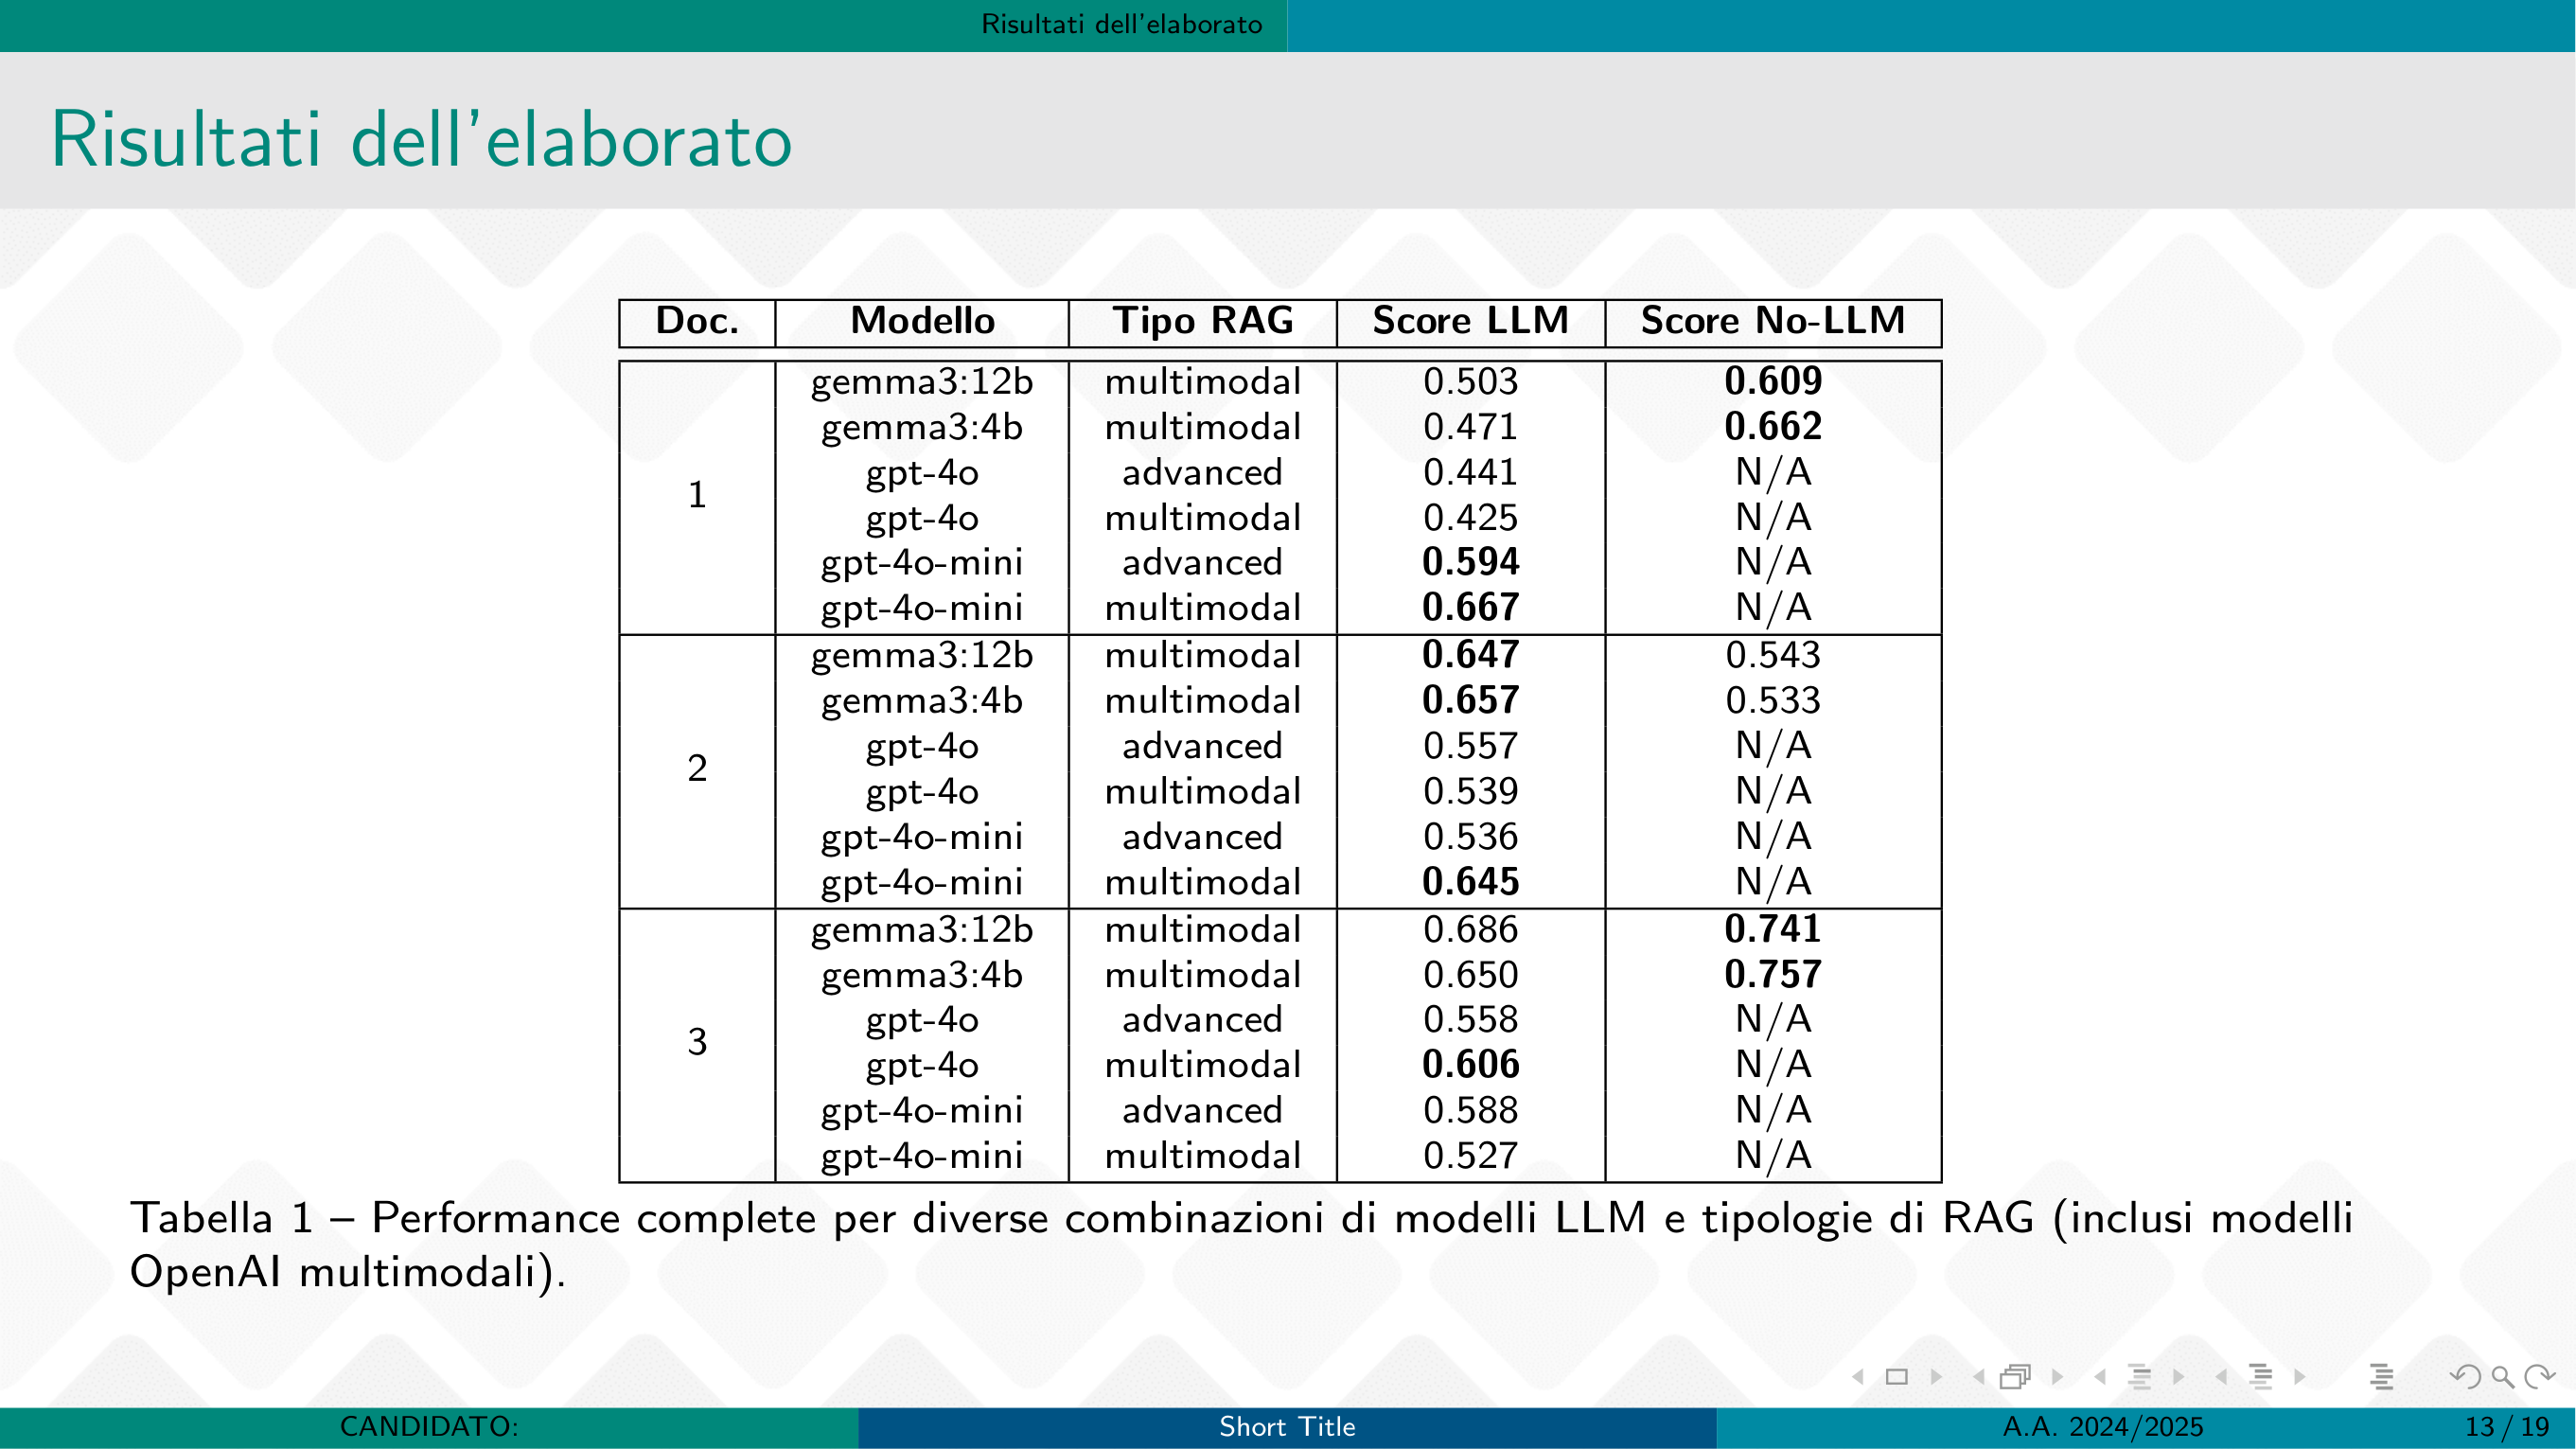 Risultati dell'elaborato
Risultati dell'elaborato
Doc. Modello Tipo RAG Score LLM Score No-LLM
1
gemma3:12b multimodal 0.503 0.609
gemma3:4b multimodal 0.471 0.662
gpt-4o advanced 0.441 N/A
gpt-4o multimodal 0.425 N/A
gpt-4o-mini advanced 0.594 N/A
gpt-4o-mini multimodal 0.667 N/A
2
gemma3:12b multimodal 0.647 0.543
gemma3:4b multimodal 0.657 0.533
gpt-4o advanced 0.557 N/A
gpt-4o multimodal 0.539 N/A
gpt-4o-mini advanced 0.536 N/A
gpt-4o-mini multimodal 0.645 N/A
3
gemma3:12b multimodal 0.686 0.741
gemma3:4b multimodal 0.650 0.757
gpt-4o advanced 0.558 N/A
gpt-4o multimodal 0.606 N/A
gpt-4o-mini advanced 0.588 N/A
gpt-4o-mini multimodal 0.527 N/A
Tabella 1 – Performance complete per diverse combinazioni di modelli LLM e tipologie di RAG (inclusi modelli
OpenAI multimodali).
CANDIDATO: Short Title A.A. 2024/2025 13 / 19